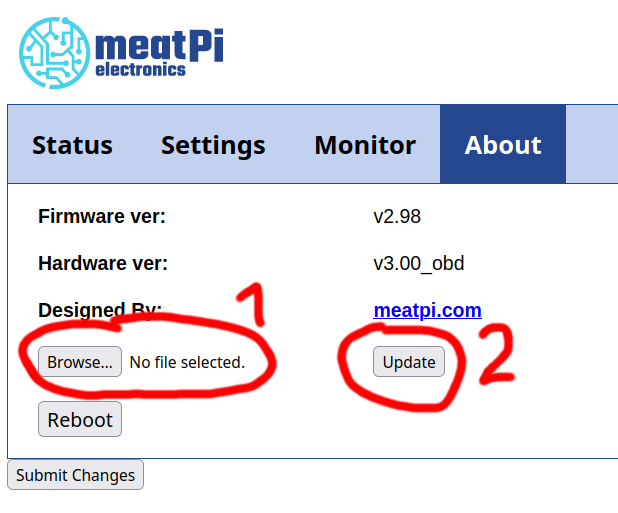 meatPi
electronics
Status Settings Monitor About
Firmware ver: v2.98
Hardware ver: v3.00_obd
Designed By: meatpi.com
1
Browse... No file selected. Update 2
Reboot
Submit Changes